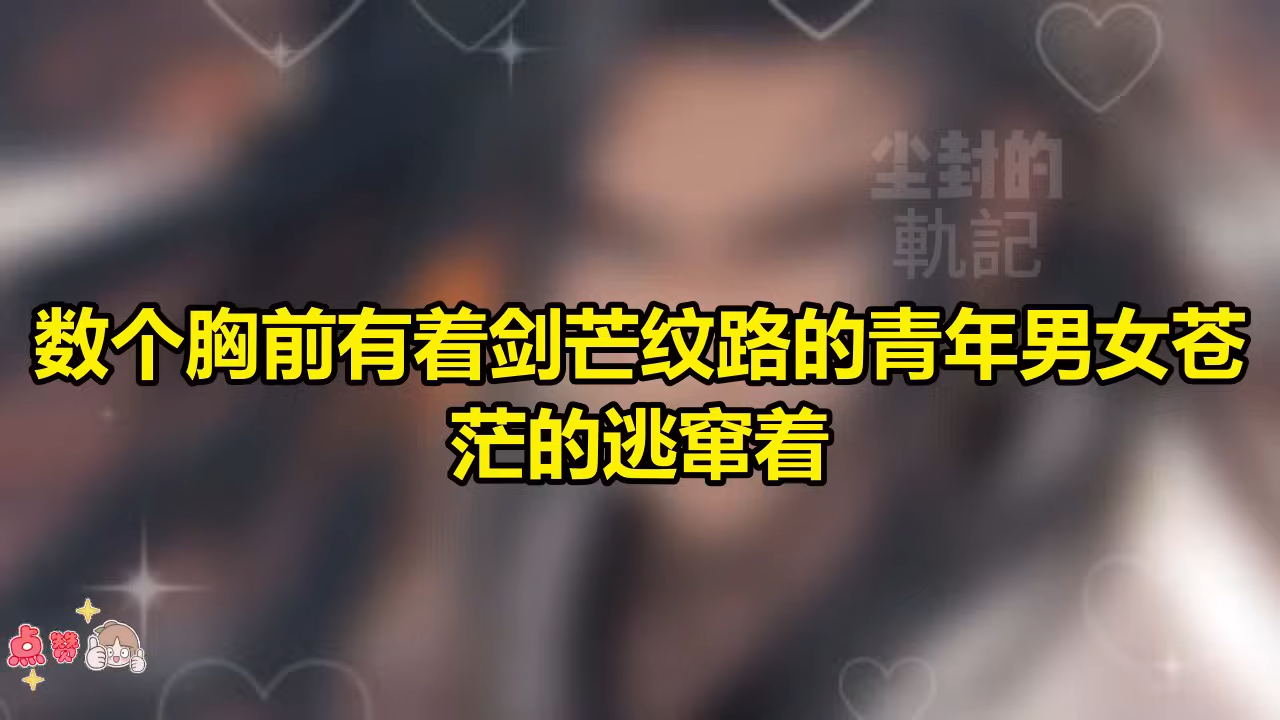 尘封的
軌記
数个胸前有着剑芒纹路的青年男女苍
茫的逃窜着
点赞